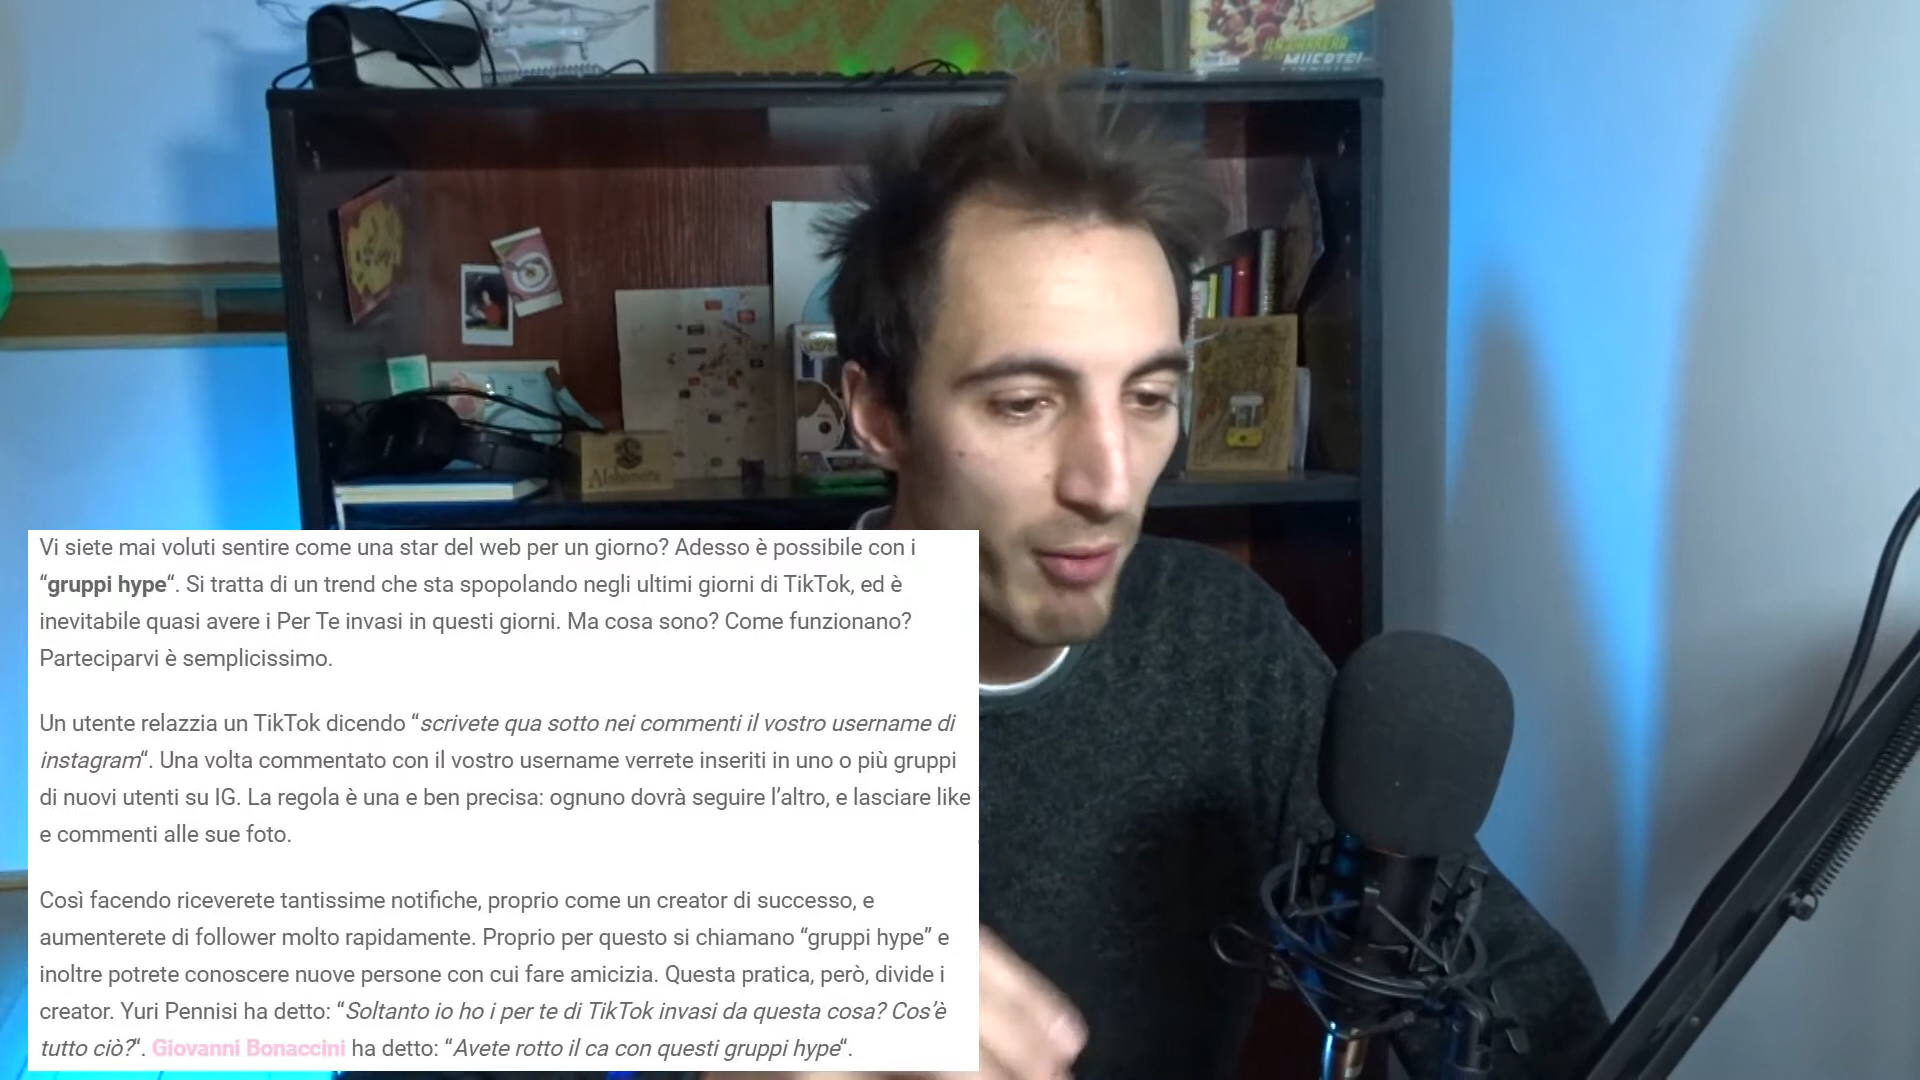 IL GUERRERA
MUERTE!
Alohomora
Vi siete mai voluti sentire come una star del web per un giorno? Adesso è possibile con i
“gruppi hype“. Si tratta di un trend che sta spopolando negli ultimi giorni di TikTok, ed è
inevitabile quasi avere i Per Te invasi in questi giorni. Ma cosa sono? Come funzionano?
Parteciparvi è semplicissimo.
Un utente relazzia un TikTok dicendo “scrivete qua sotto nei commenti il vostro username di
instagram“. Una volta commentato con il vostro username verrete inseriti in uno o più gruppi
di nuovi utenti su IG. La regola è una e ben precisa: ognuno dovrà seguire l’altro, e lasciare like
e commenti alle sue foto.
Così facendo riceverete tantissime notifiche, proprio come un creator di successo, e
aumenterete di follower molto rapidamente. Proprio per questo si chiamano “gruppi hype” e
inoltre potrete conoscere nuove persone con cui fare amicizia. Questa pratica, però, divide i
creator. Yuri Pennisi ha detto: “Soltanto io ho i per te di TikTok invasi da questa cosa? Cos’è
tutto ciò?“. Giovanni Bonaccini ha detto: “Avete rotto il ca con questi gruppi hype“.